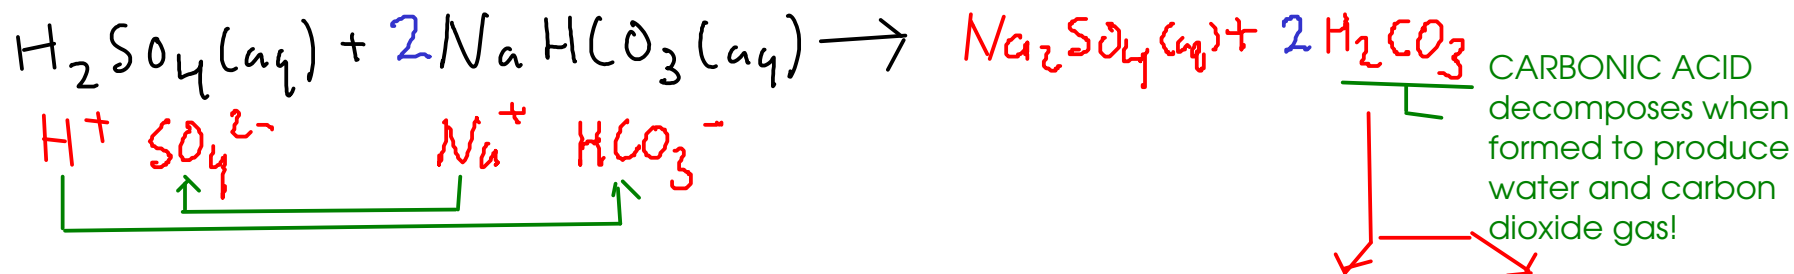 H₂SO₄(aq) + 2NaHCO₃(aq) → Na₂SO₄(aq) + 2H₂CO₃
H⁺ SO₄²⁻ Na⁺ HCO₃⁻
CARBONIC ACID
decomposes when
formed to produce
water and carbon
dioxide gas!